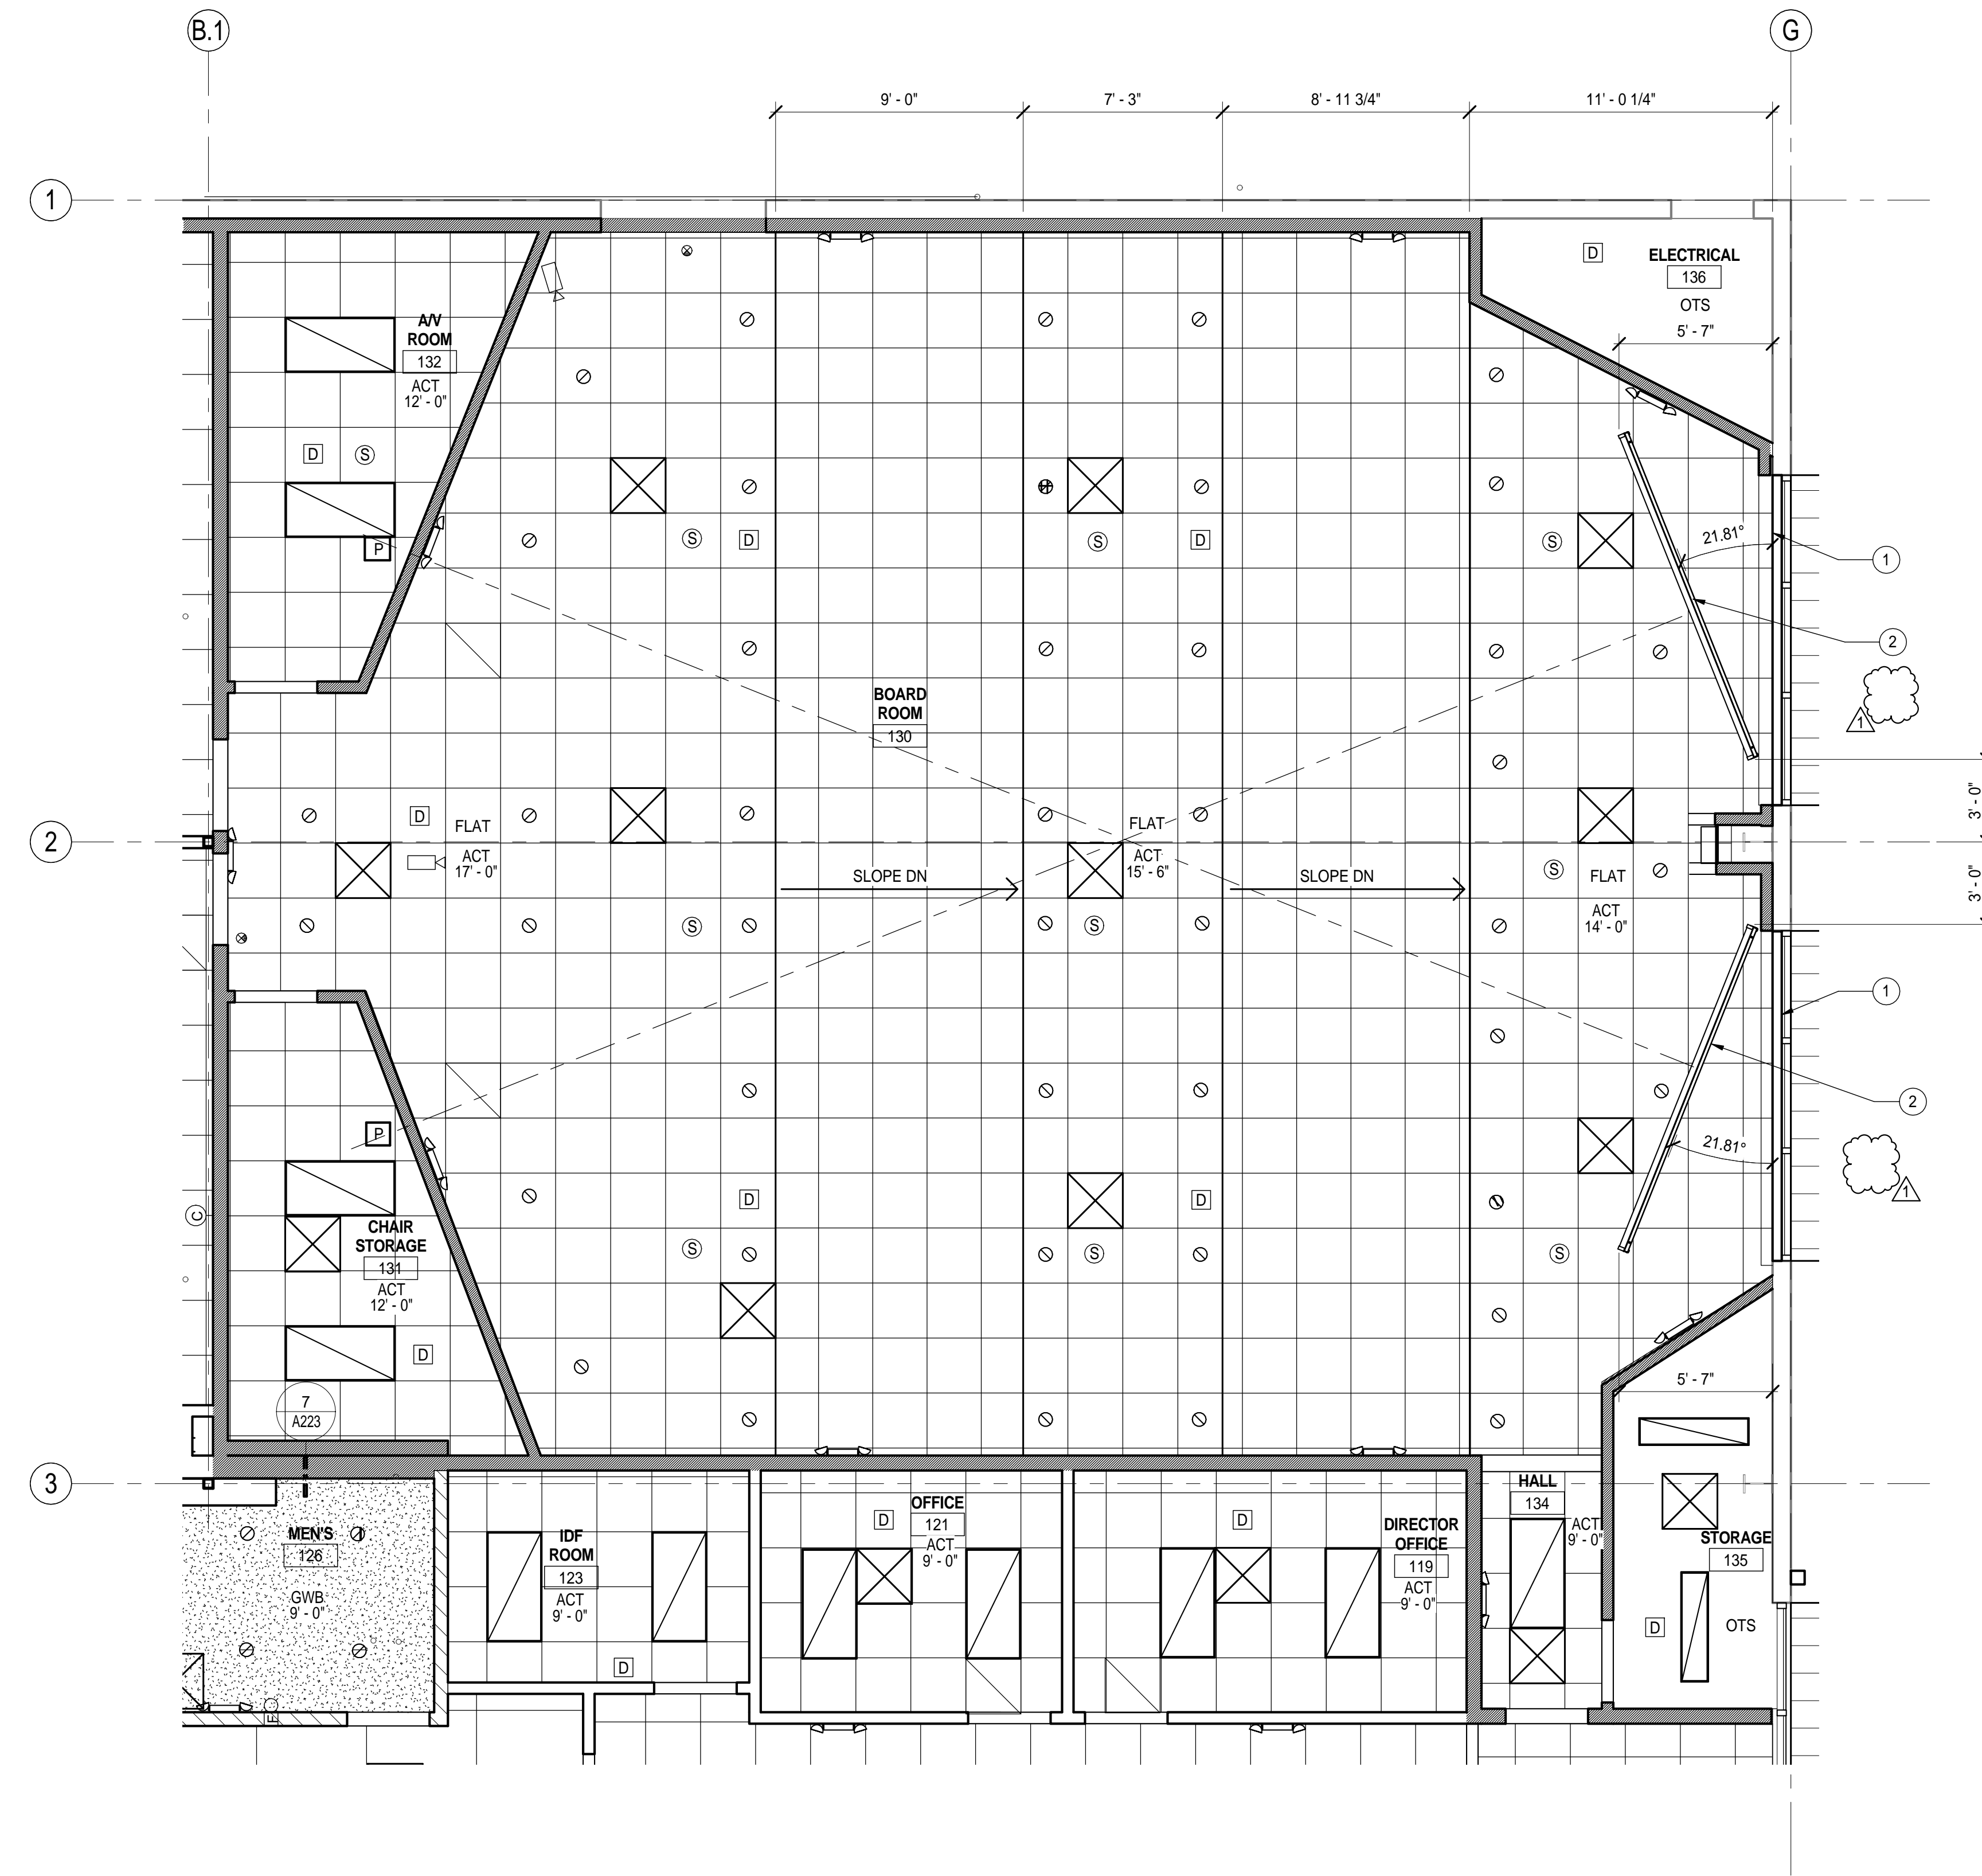 B.1
G
9' - 0"
7' - 3"
8' - 11 3/4"
11' - 0 1/4"
1
D
ELECTRICAL
136
OTS
5' - 7"
A/V
ROOM
132
ACT
12' - 0"
D
S
P
S
D
S
D
S
21.81°
1
2
1
BOARD
ROOM
130
3' - 0"
3' - 0"
2
D
FLAT
ACT
17' - 0"
FLAT
ACT
15' - 6"
SLOPE DN
SLOPE DN
S
FLAT
ACT
14' - 0"
S
S
1
2
21.81°
1
P
C
CHAIR
STORAGE
131
ACT
12' - 0"
D
D
D
S
S
S
7
A223
5' - 7"
3
MEN'S
126
GWB
9' - 0"
F
IDF
ROOM
123
ACT
9' - 0"
D
D
OFFICE
121
ACT
9' - 0"
D
DIRECTOR
OFFICE
119
ACT
9' - 0"
HALL
134
ACT
9' - 0"
STORAGE
135
D
OTS